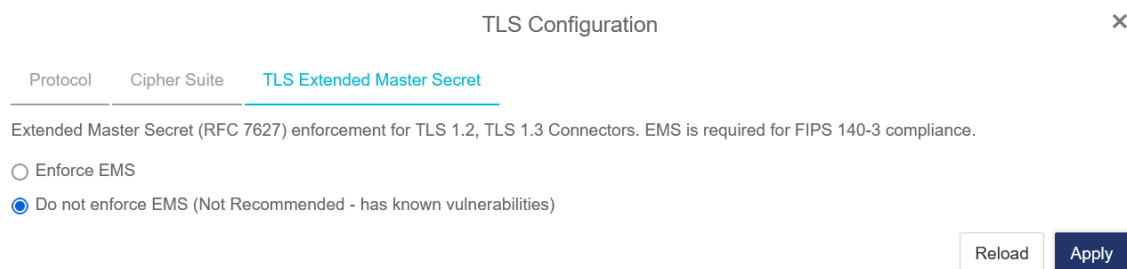 TLS Configuration
Protocol Cipher Suite TLS Extended Master Secret
Extended Master Secret (RFC 7627) enforcement for TLS 1.2, TLS 1.3 Connectors. EMS is required for FIPS 140-3 compliance.
Enforce EMS
Do not enforce EMS (Not Recommended - has known vulnerabilities)
Reload Apply